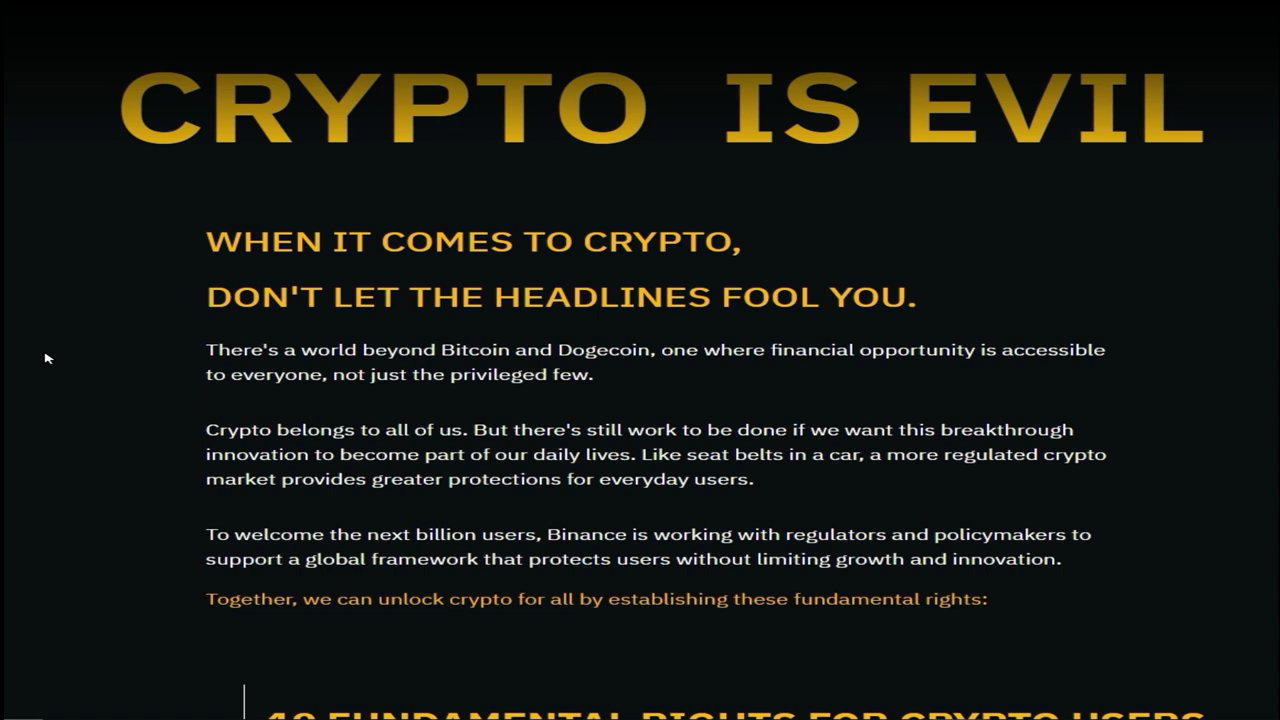 CRYPTO IS EVIL
WHEN IT COMES TO CRYPTO,
DON'T LET THE HEADLINES FOOL YOU.
There's a world beyond Bitcoin and Dogecoin, one where financial opportunity is accessible
to everyone, not just the privileged few.
Crypto belongs to all of us. But there's still work to be done if we want this breakthrough
innovation to become part of our daily lives. Like seat belts in a car, a more regulated crypto
market provides greater protections for everyday users.
To welcome the next billion users, Binance is working with regulators and policymakers to
support a global framework that protects users without limiting growth and innovation.
Together, we can unlock crypto for all by establishing these fundamental rights:
FUNDAMENTAL RIGHTS FOR CRYPTO USERS